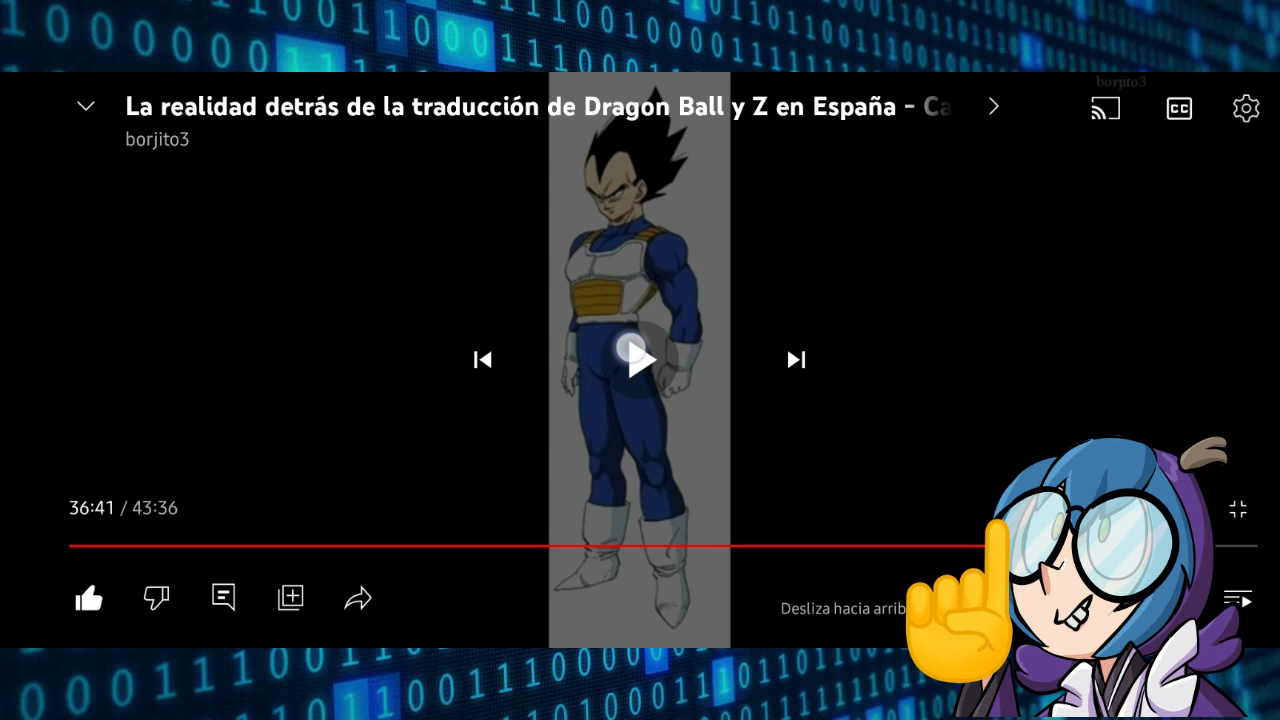 borjito3
La realidad detrás de la traducción de Dragon Ball y Z en España - Ca
borjito3
CC
36:41 / 43:36
Desliza hacia arrib